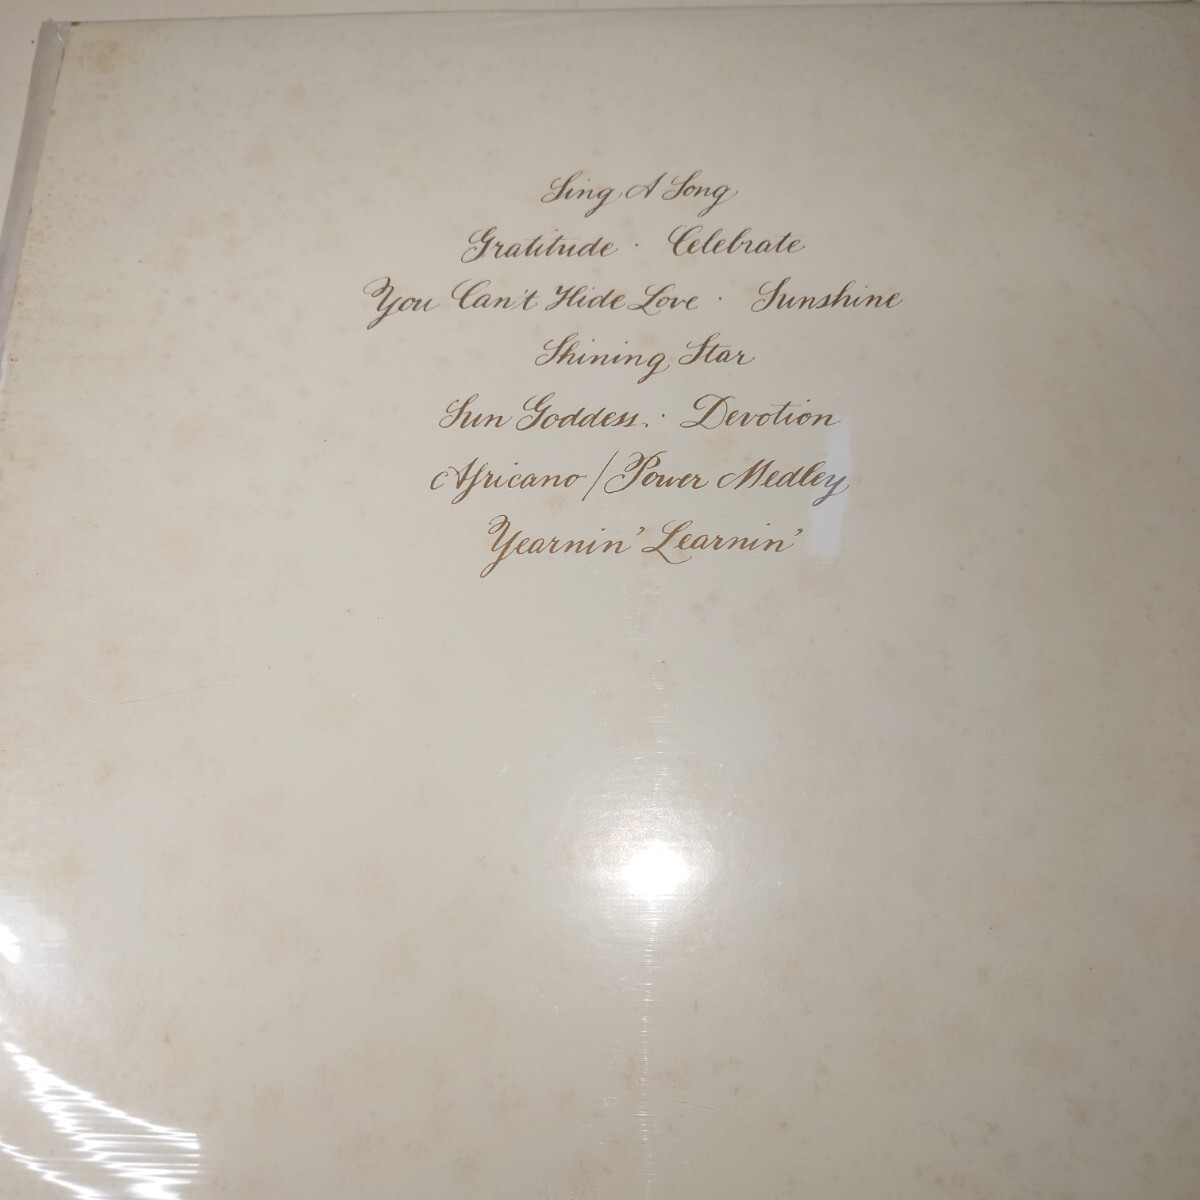 Sing A Song
Gratitude · Celebrate
You Can't Hide Love · Sunshine
Shining Star
Sun Goddess · Devotion
Africano / Power Medley
Yearnin' Learnin'